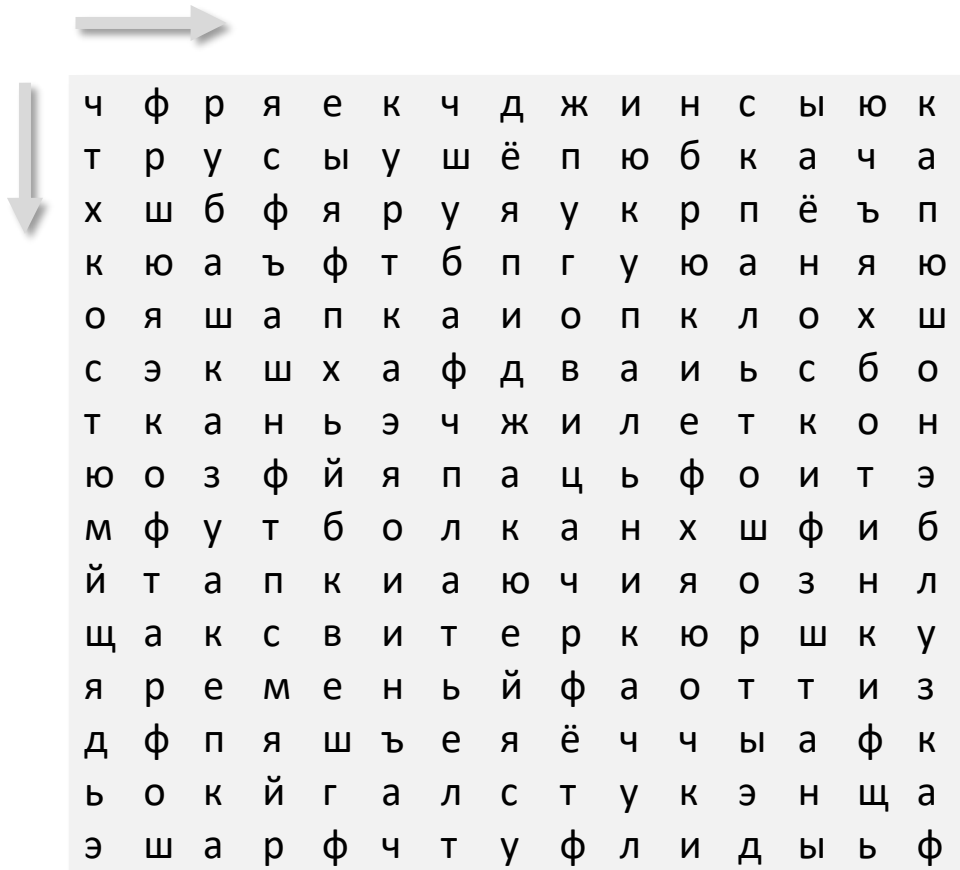 ч ф р я е к ч д ж и н с ы ю к
т р у с ы у ш ё п ю б к а ч а
х ш б ф я р у я у к р п ё ъ п
к ю а ъ ф т б п г у ю а н я ю
о я ш а п к а и о п к л о х ш
с э к ш х а ф д в а и ь с б о
т к а н ь э ч ж и л е т к о н
ю о з ф й я п а ц ь ф о и т э
м ф у т б о л к а н х ш ф и б
й т а п к и а ю ч и я о з н л
щ а к с в и т е р к ю р ш к у
я р е м е н ь й ф а о т т и з
д ф п я ш ъ е я ё ч ч ы а ф к
ь о к й г а л с т у к э н щ а
э ш а р ф ч т у ф л и д ы ь ф